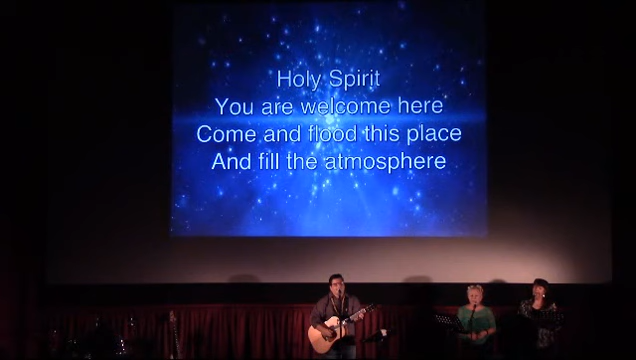 Holy Spirit
You are welcome here
Come and flood this place
And fill the atmosphere